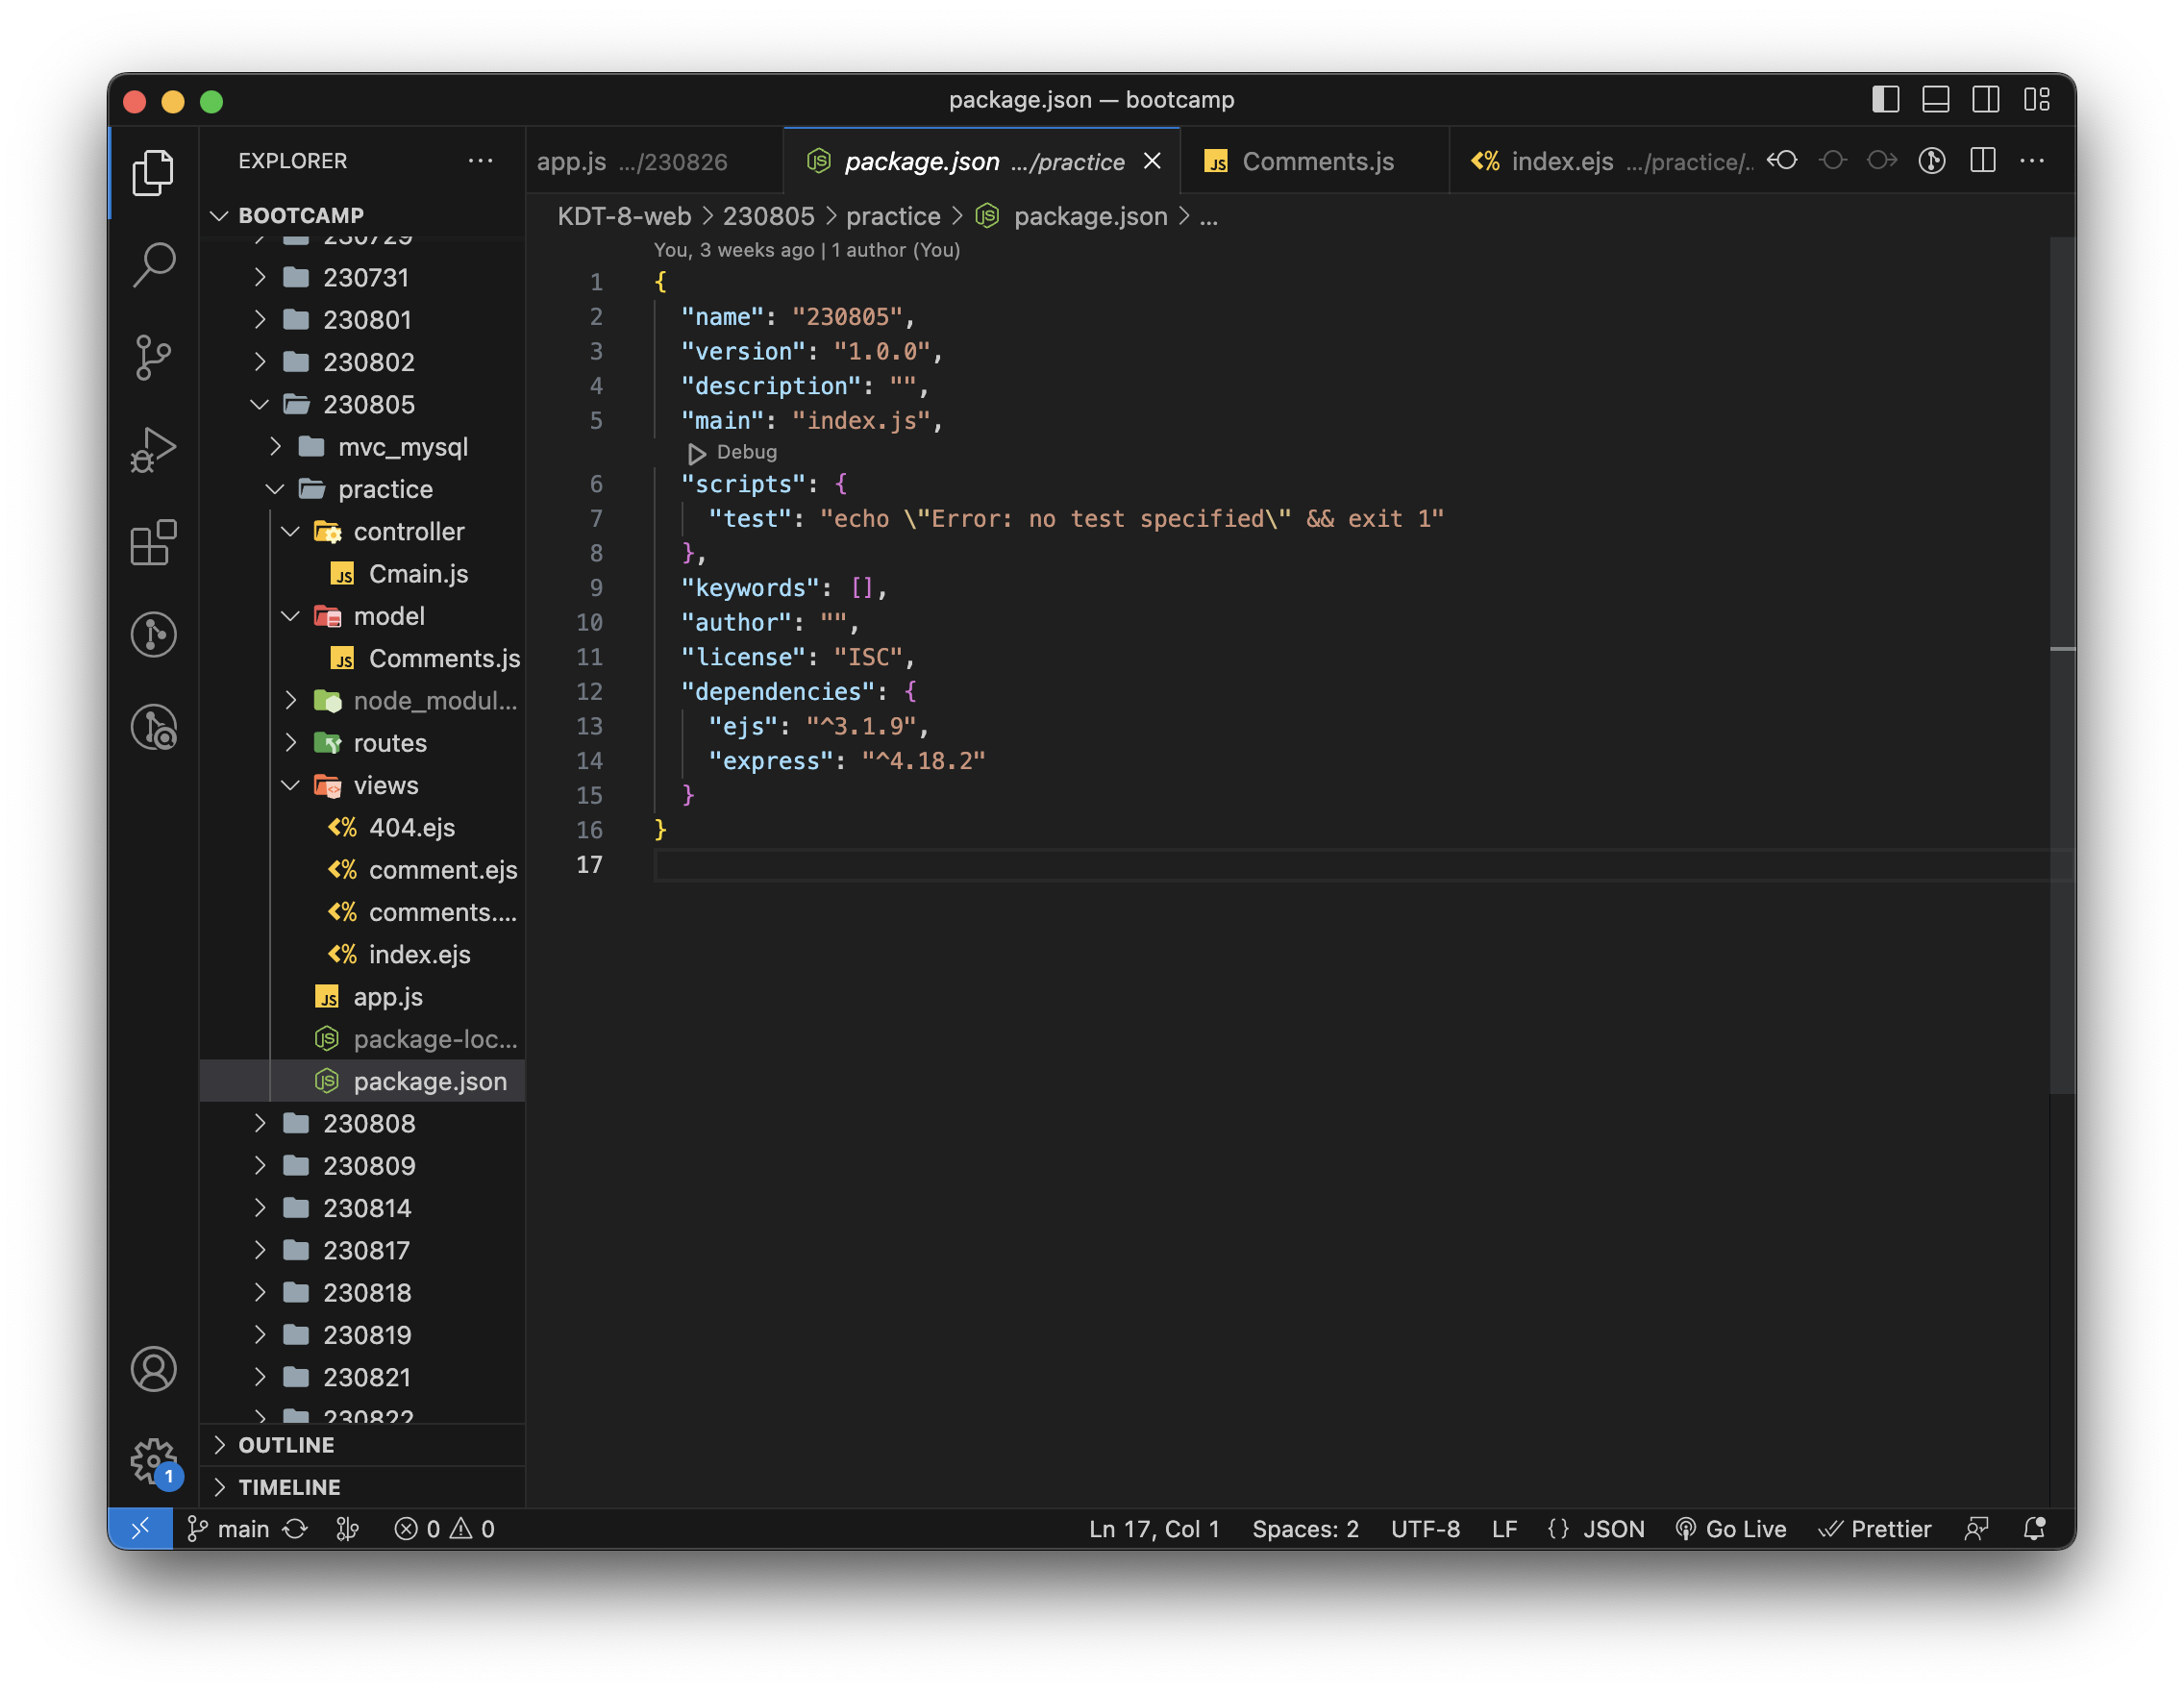 package.json — bootcamp
EXPLORER
app.js .../230826
package.json .../practice
JS Comments.js
<% index.ejs .../practice/..
BOOTCAMP
KDT-8-web > 230805 > practice > package.json > ...
230729
230731
230801
230802
230805
mvc_mysql
practice
controller
JS Cmain.js
model
JS Comments.js
node_modul...
routes
views
<% 404.ejs
<% comment.ejs
<% comments....
<% index.ejs
JS app.js
package-loc...
package.json
230808
230809
230814
230817
230818
230819
230821
230822
OUTLINE
TIMELINE
You, 3 weeks ago | 1 author (You)
1 {
2 "name": "230805",
3 "version": "1.0.0",
4 "description": "",
5 "main": "index.js",
Debug
6 "scripts": {
7 "test": "echo \"Error: no test specified\" && exit 1"
8 },
9 "keywords": [],
10 "author": "",
11 "license": "ISC",
12 "dependencies": {
13 "ejs": "^3.1.9",
14 "express": "^4.18.2"
15 }
16 }
17
1
main
0 0
Ln 17, Col 1
Spaces: 2
UTF-8
LF
{} JSON
Go Live
Prettier